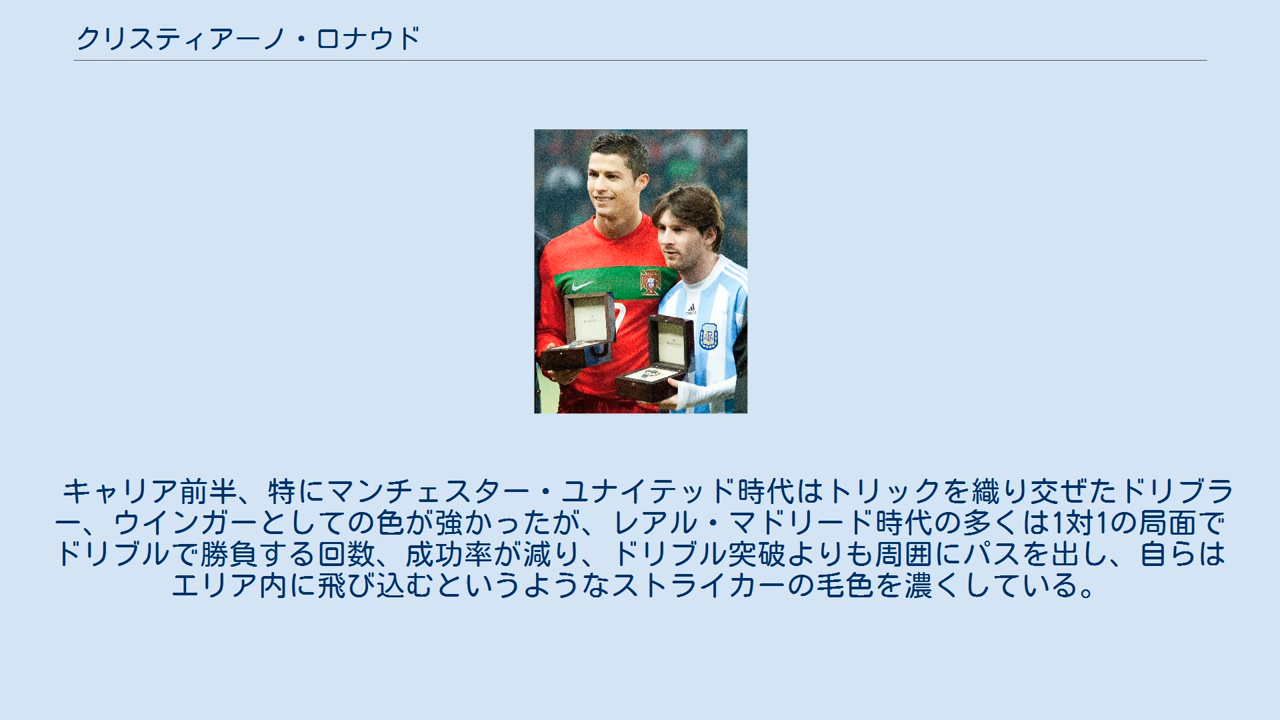 クリスティアーノ・ロナウド
キャリア前半、特にマンチェスター・ユナイテッド時代はトリックを織り交ぜたドリブラ
ー、ウインガーとしての色が強かったが、レアル・マドリード時代の多くは1対1の局面で
ドリブルで勝負する回数、成功率が減り、ドリブル突破よりも周囲にパスを出し、自らは
エリア内に飛び込むというようなストライカーの毛色を濃くしている。